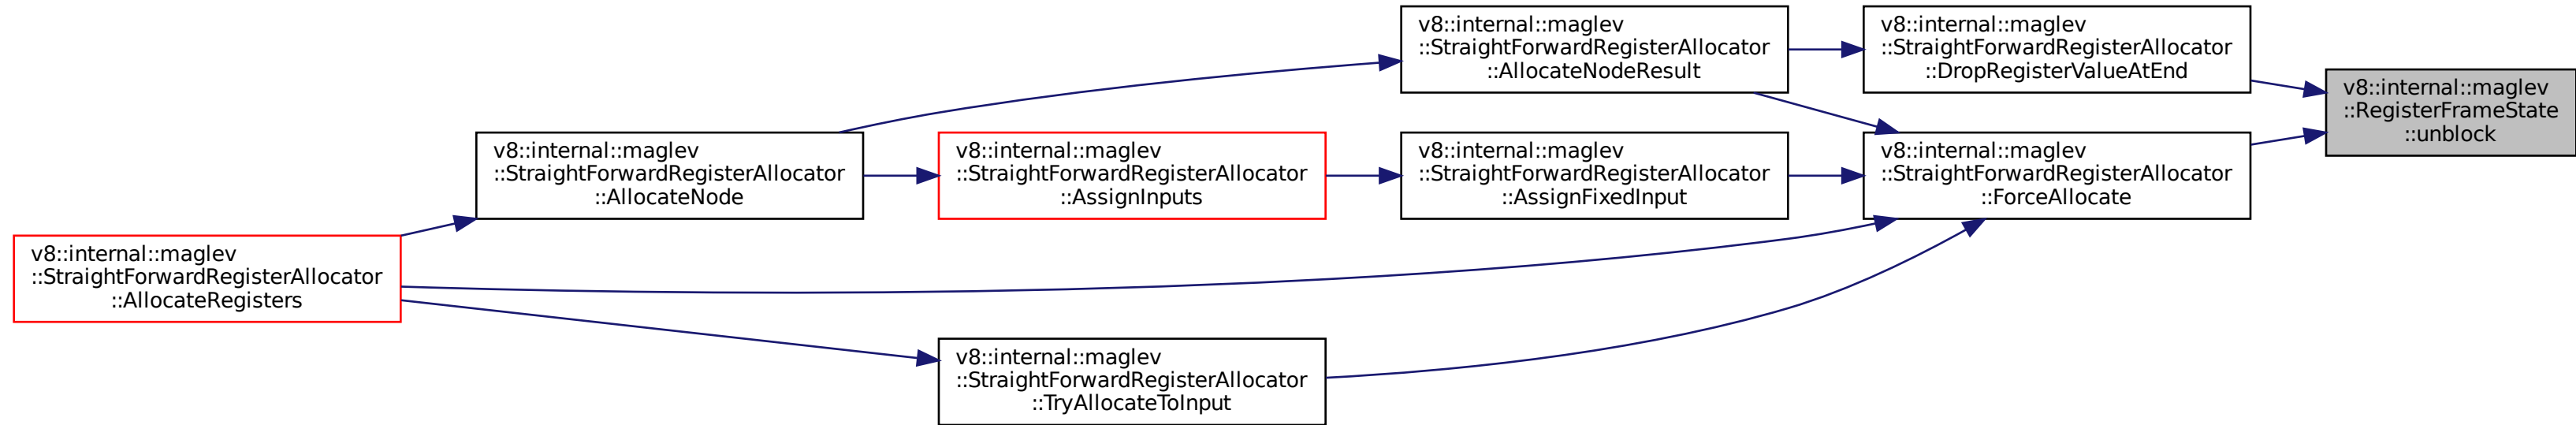 v8::internal::maglev
::StraightForwardRegisterAllocator
::AllocateNodeResult
v8::internal::maglev
::StraightForwardRegisterAllocator
::DropRegisterValueAtEnd
v8::internal::maglev
::RegisterFrameState
::unblock
v8::internal::maglev
::StraightForwardRegisterAllocator
::AllocateNode
v8::internal::maglev
::StraightForwardRegisterAllocator
::AssignInputs
v8::internal::maglev
::StraightForwardRegisterAllocator
::AssignFixedInput
v8::internal::maglev
::StraightForwardRegisterAllocator
::ForceAllocate
v8::internal::maglev
::StraightForwardRegisterAllocator
::AllocateRegisters
v8::internal::maglev
::StraightForwardRegisterAllocator
::TryAllocateToInput